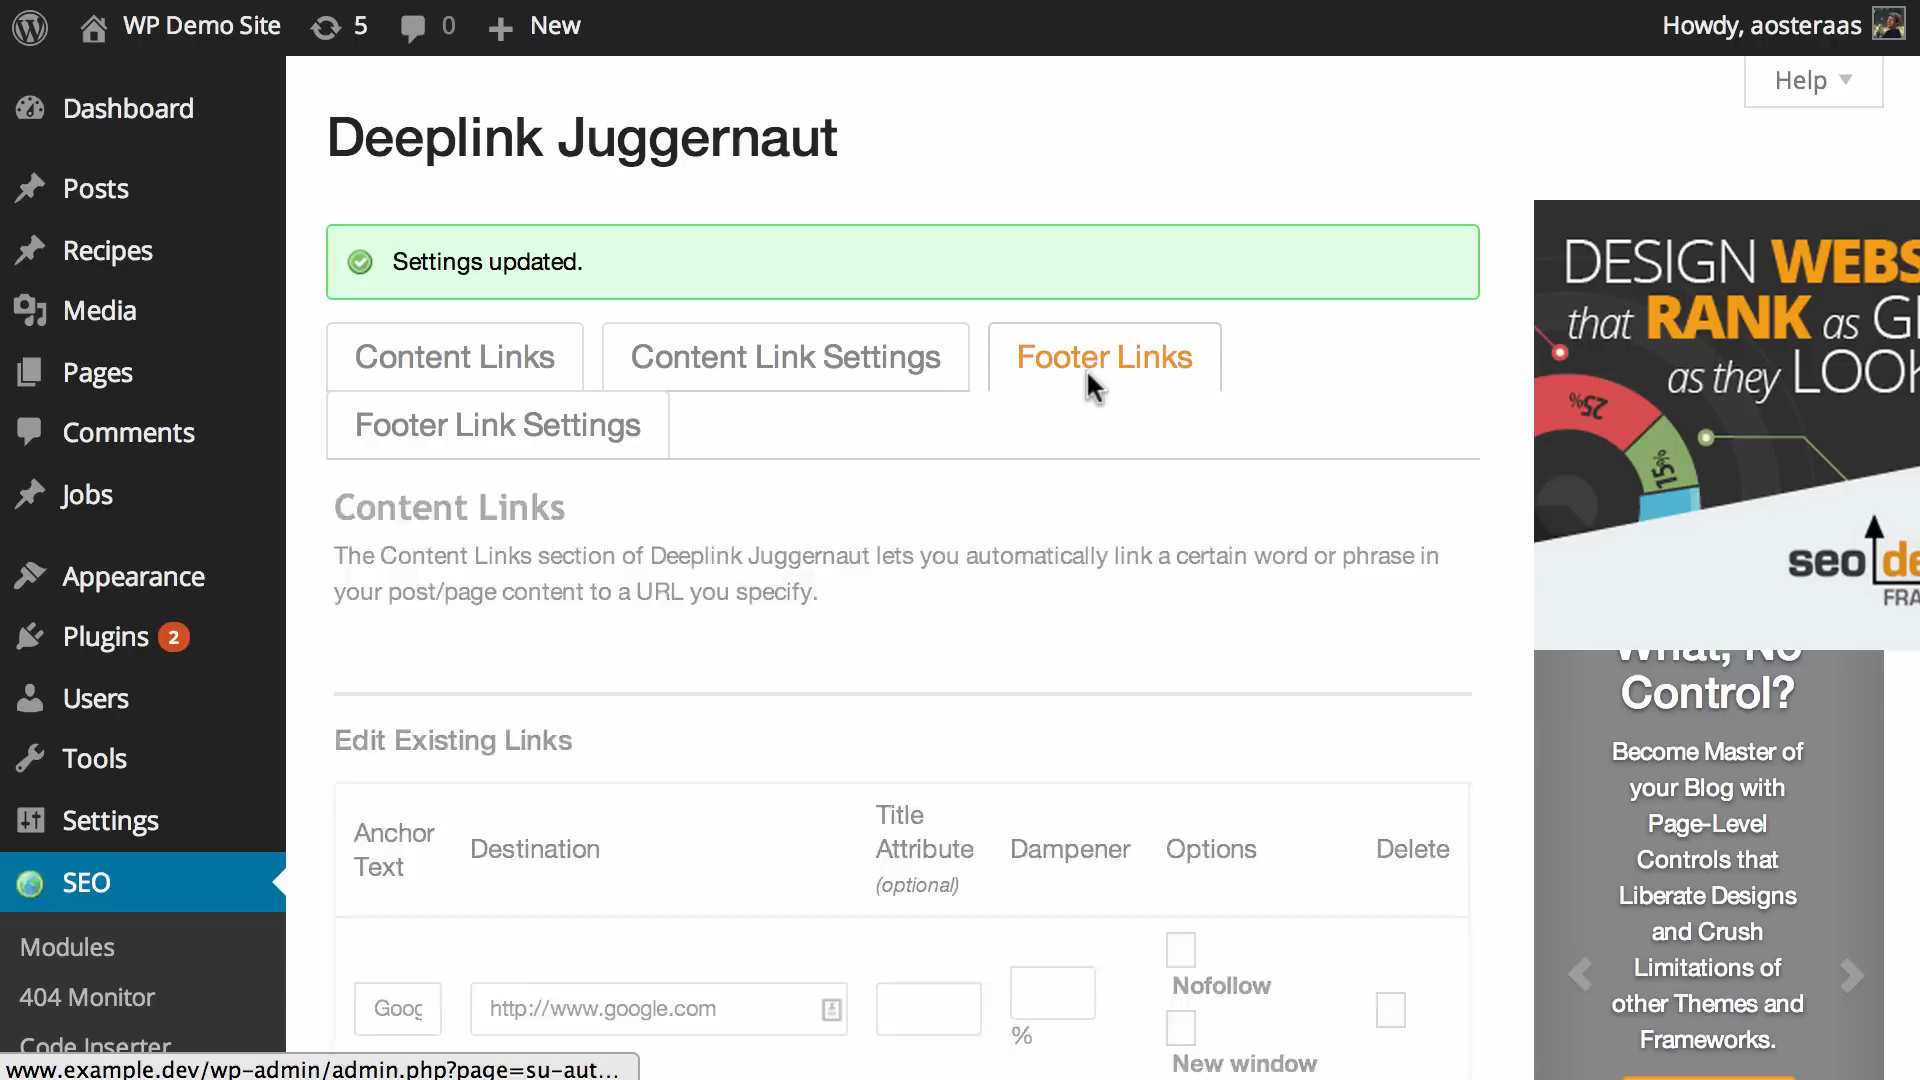 WP Demo Site 5 0 New Howdy, aosteraas
Help
Dashboard
Posts
Recipes
Media
Pages
Comments
Jobs
Appearance
Plugins 2
Users
Tools
Settings
SEO
Modules
404 Monitor
Code Inserter
Deeplink Juggernaut
Settings updated.
Content Links Content Link Settings Footer Links
Footer Link Settings
Content Links
The Content Links section of Deeplink Juggernaut lets you automatically link a certain word or phrase in
your post/page content to a URL you specify.
Edit Existing Links
Anchor
Text
Destination
Title
Attribute
(optional)
Dampener
Options
Delete
Goog
http://www.google.com
%
Nofollow
New window
DESIGN WEBS
that RANK as G
as they LOOK
25%
15%
seo de
FRA
What, No
Control?
Become Master of
your Blog with
Page-Level
Controls that
Liberate Designs
and Crush
Limitations of
other Themes and
Frameworks.
www.example.dev/wp-admin/admin.php?page=su-aut...